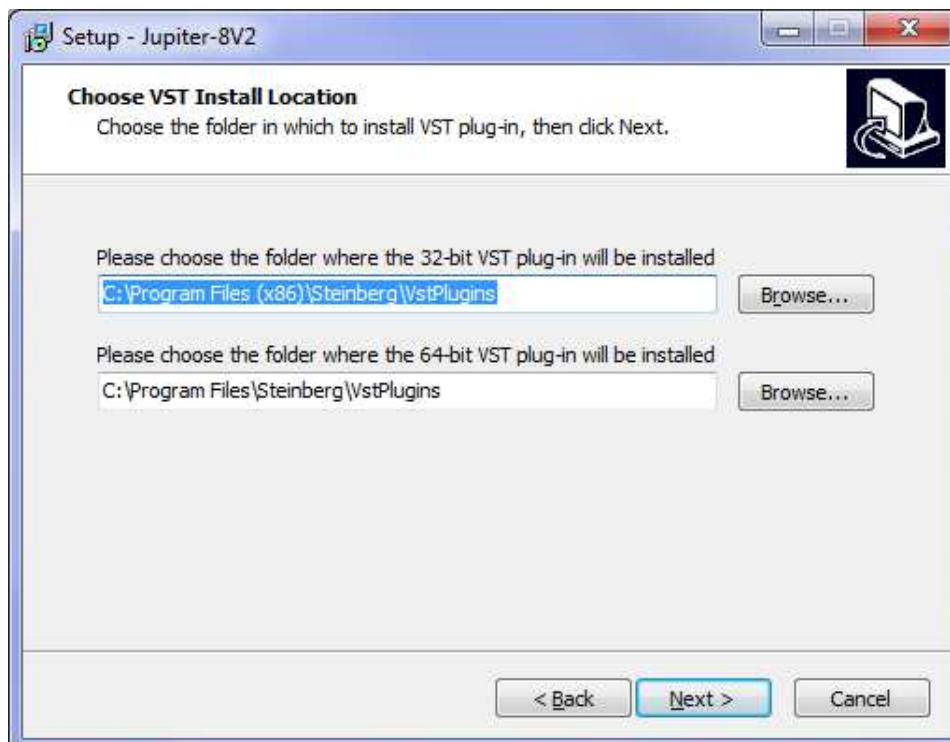 Setup - Jupiter-8V2
Choose VST Install Location
Choose the folder in which to install VST plug-in, then click Next.
Please choose the folder where the 32-bit VST plug-in will be installed
C:\Program Files (x86)\Steinberg\VstPlugins
Browse...
Please choose the folder where the 64-bit VST plug-in will be installed
C:\Program Files\Steinberg\VstPlugins
Browse...
< Back
Next >
Cancel